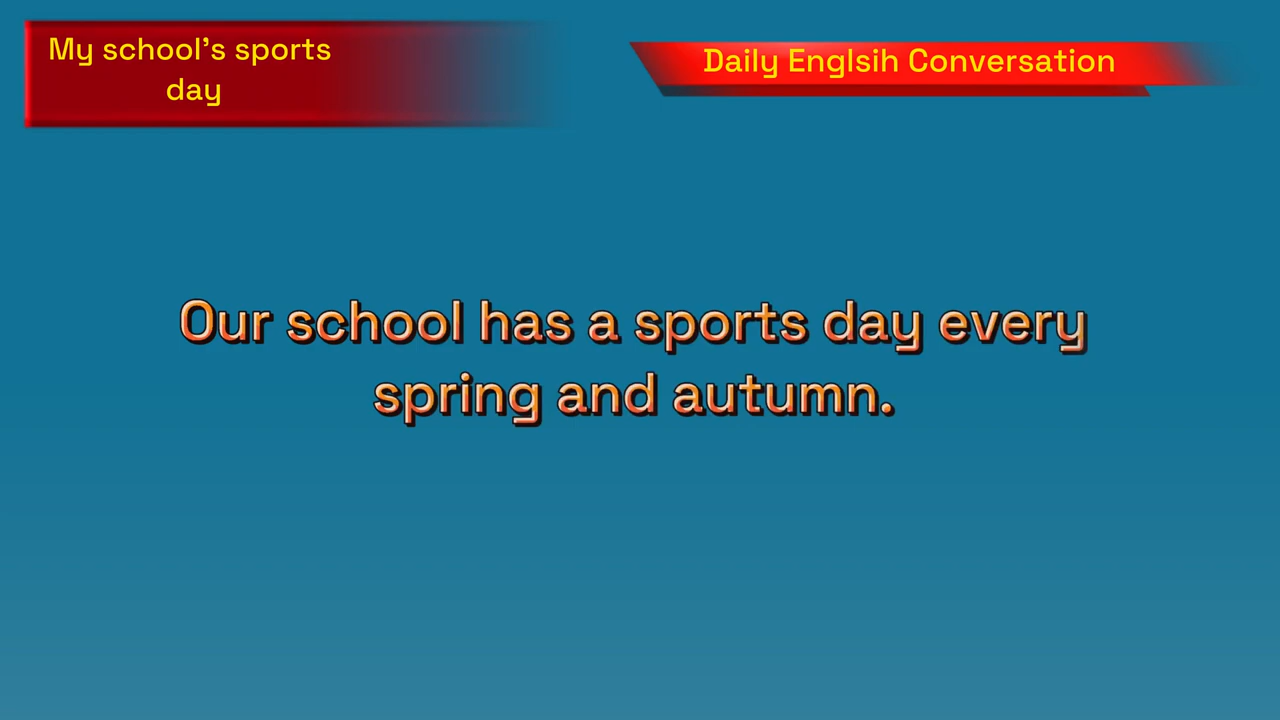 My school's sports
day
Daily Englsih Conversation
Our school has a sports day every
spring and autumn.